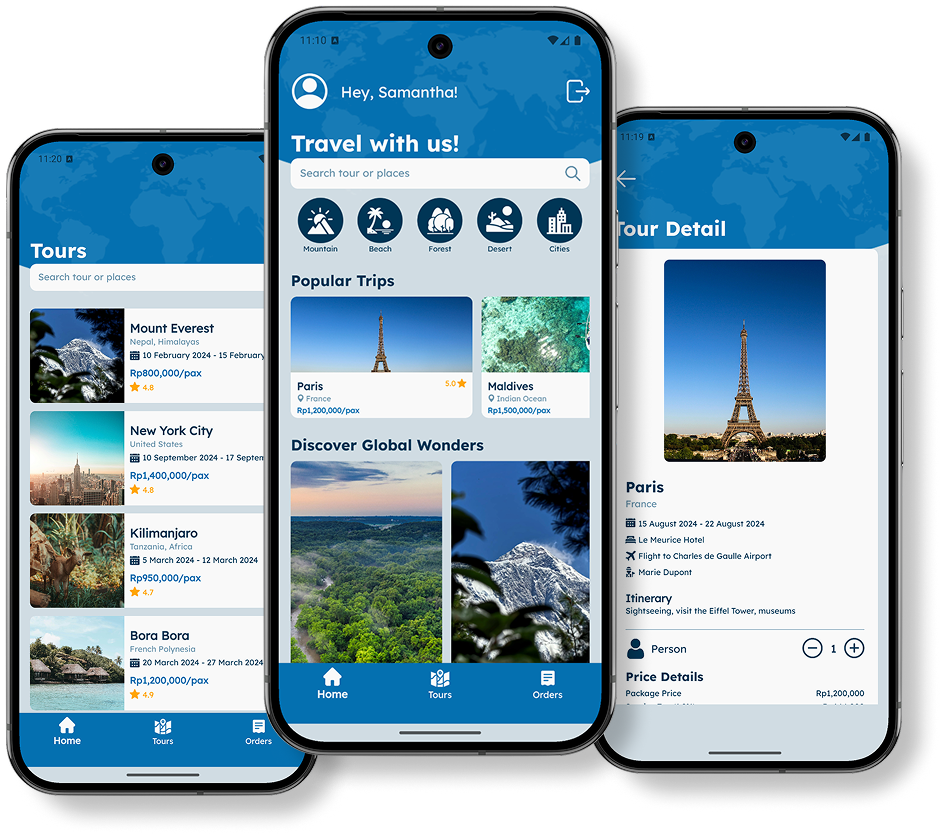 11:20
Tours
Search tour or places
Mount Everest
Nepal, Himalayas
10 February 2024 - 15 February
Rp800,000/pax
4.8
New York City
United States
10 September 2024 - 17 Septem
Rp1,400,000/pax
4.8
Kilimanjaro
Tanzania, Africa
5 March 2024 - 12 March 2024
Rp950,000/pax
4.7
Bora Bora
French Polynesia
20 March 2024 - 27 March 2024
Rp1,200,000/pax
4.9
Home Tours Orders
11:10
Hey, Samantha!
Travel with us!
Search tour or places
Mountain Beach Forest Desert Cities
Popular Trips
Paris 5.0
France
Rp1,200,000/pax
Maldives
Indian Ocean
Rp1,500,000/pax
Discover Global Wonders
Home Tours Orders
11:19
Tour Detail
Paris
France
15 August 2024 - 22 August 2024
Le Meurice Hotel
Flight to Charles de Gaulle Airport
Marie Dupont
Itinerary
Sightseeing, visit the Eiffel Tower, museums
Person 1
Price Details
Package Price Rp1,200,000